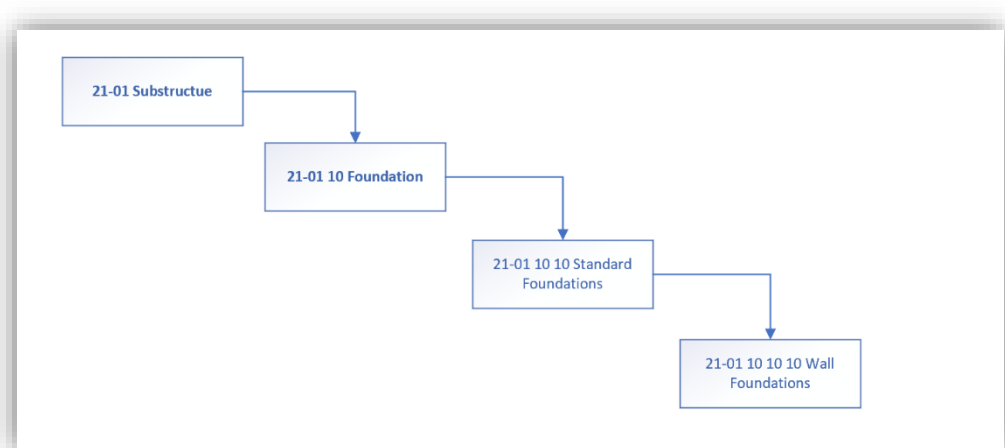 21-01 Substructue
21-01 10 Foundation
21-01 10 10 Standard
Foundations
21-01 10 10 10 Wall
Foundations